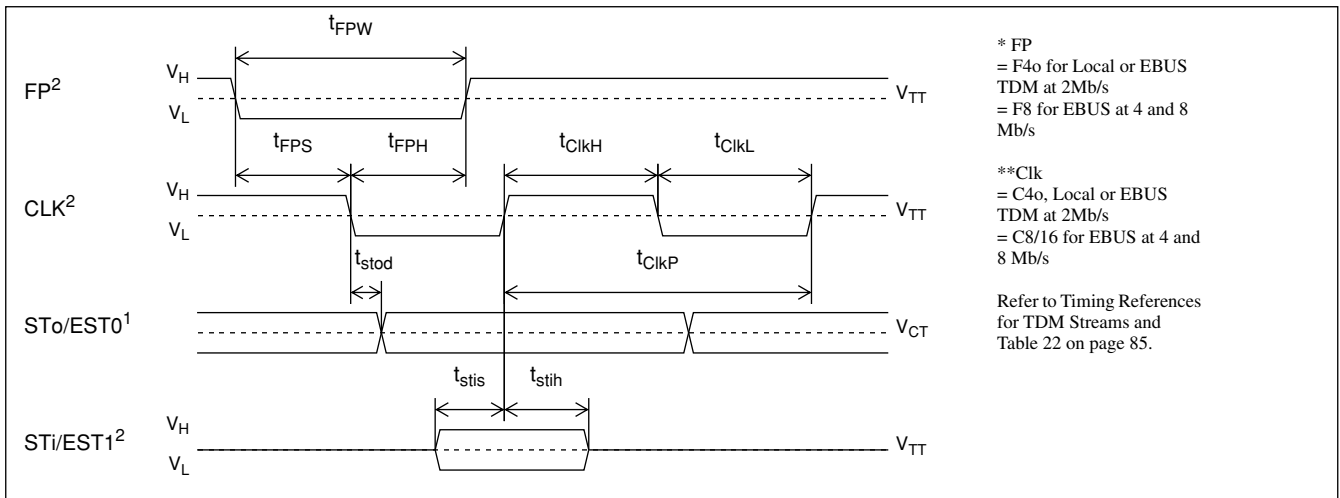 tFPW
FP²
VH
VL
VTT
tFPS
tFPH
tClkH
tClkL
CLK²
VH
VL
VTT
tstod
tClkP
STo/EST0¹
VCT
tstis
tstih
STi/EST1²
VH
VL
VTT
* FP
= F4o for Local or EBUS
TDM at 2Mb/s
= F8 for EBUS at 4 and 8
Mb/s
**Clk
= C4o, Local or EBUS
TDM at 2Mb/s
= C8/16 for EBUS at 4 and
8 Mb/s
Refer to Timing References
for TDM Streams and
Table 22 on page 85.